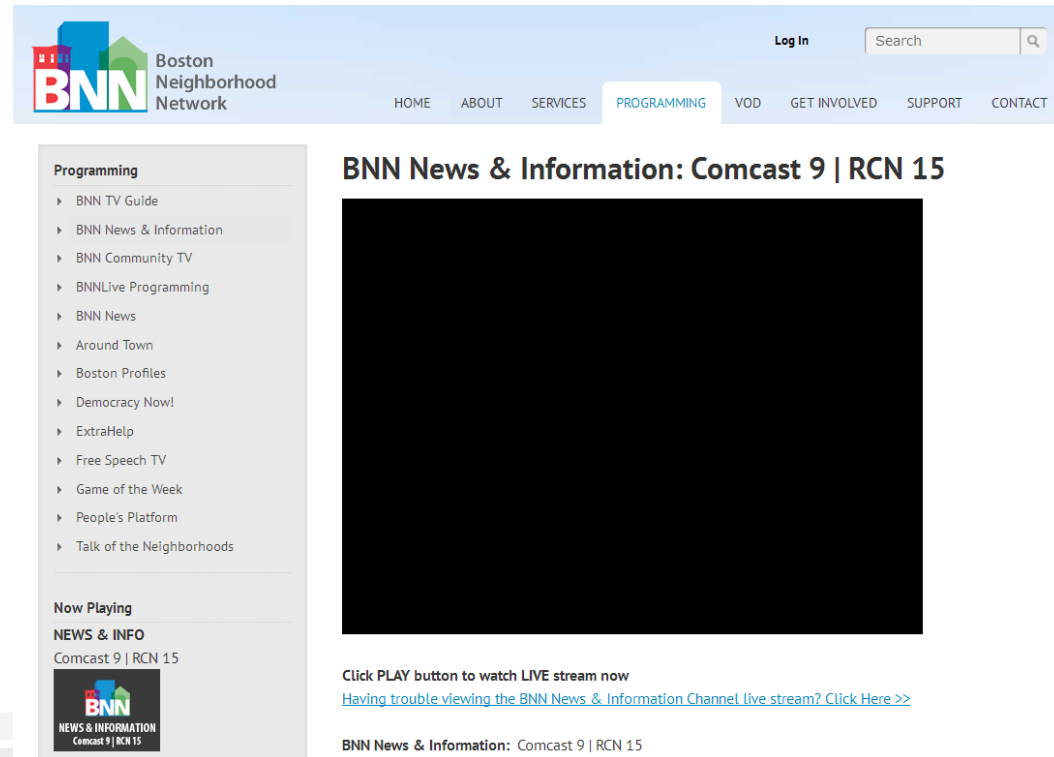 BNN
Boston
Neighborhood
Network
Log In
Search
HOME ABOUT SERVICES PROGRAMMING VOD GET INVOLVED SUPPORT CONTACT
Programming
BNN TV Guide
BNN News & Information
BNN Community TV
BNNLive Programming
BNN News
Around Town
Boston Profiles
Democracy Now!
ExtraHelp
Free Speech TV
Game of the Week
People's Platform
Talk of the Neighborhoods
Now Playing
NEWS & INFO
Comcast 9 | RCN 15
BNN
NEWS & INFORMATION
Comcast 9 | RCN 15
BNN News & Information: Comcast 9 | RCN 15
Click PLAY button to watch LIVE stream now
Having trouble viewing the BNN News & Information Channel live stream? Click Here >>
BNN News & Information: Comcast 9 | RCN 15